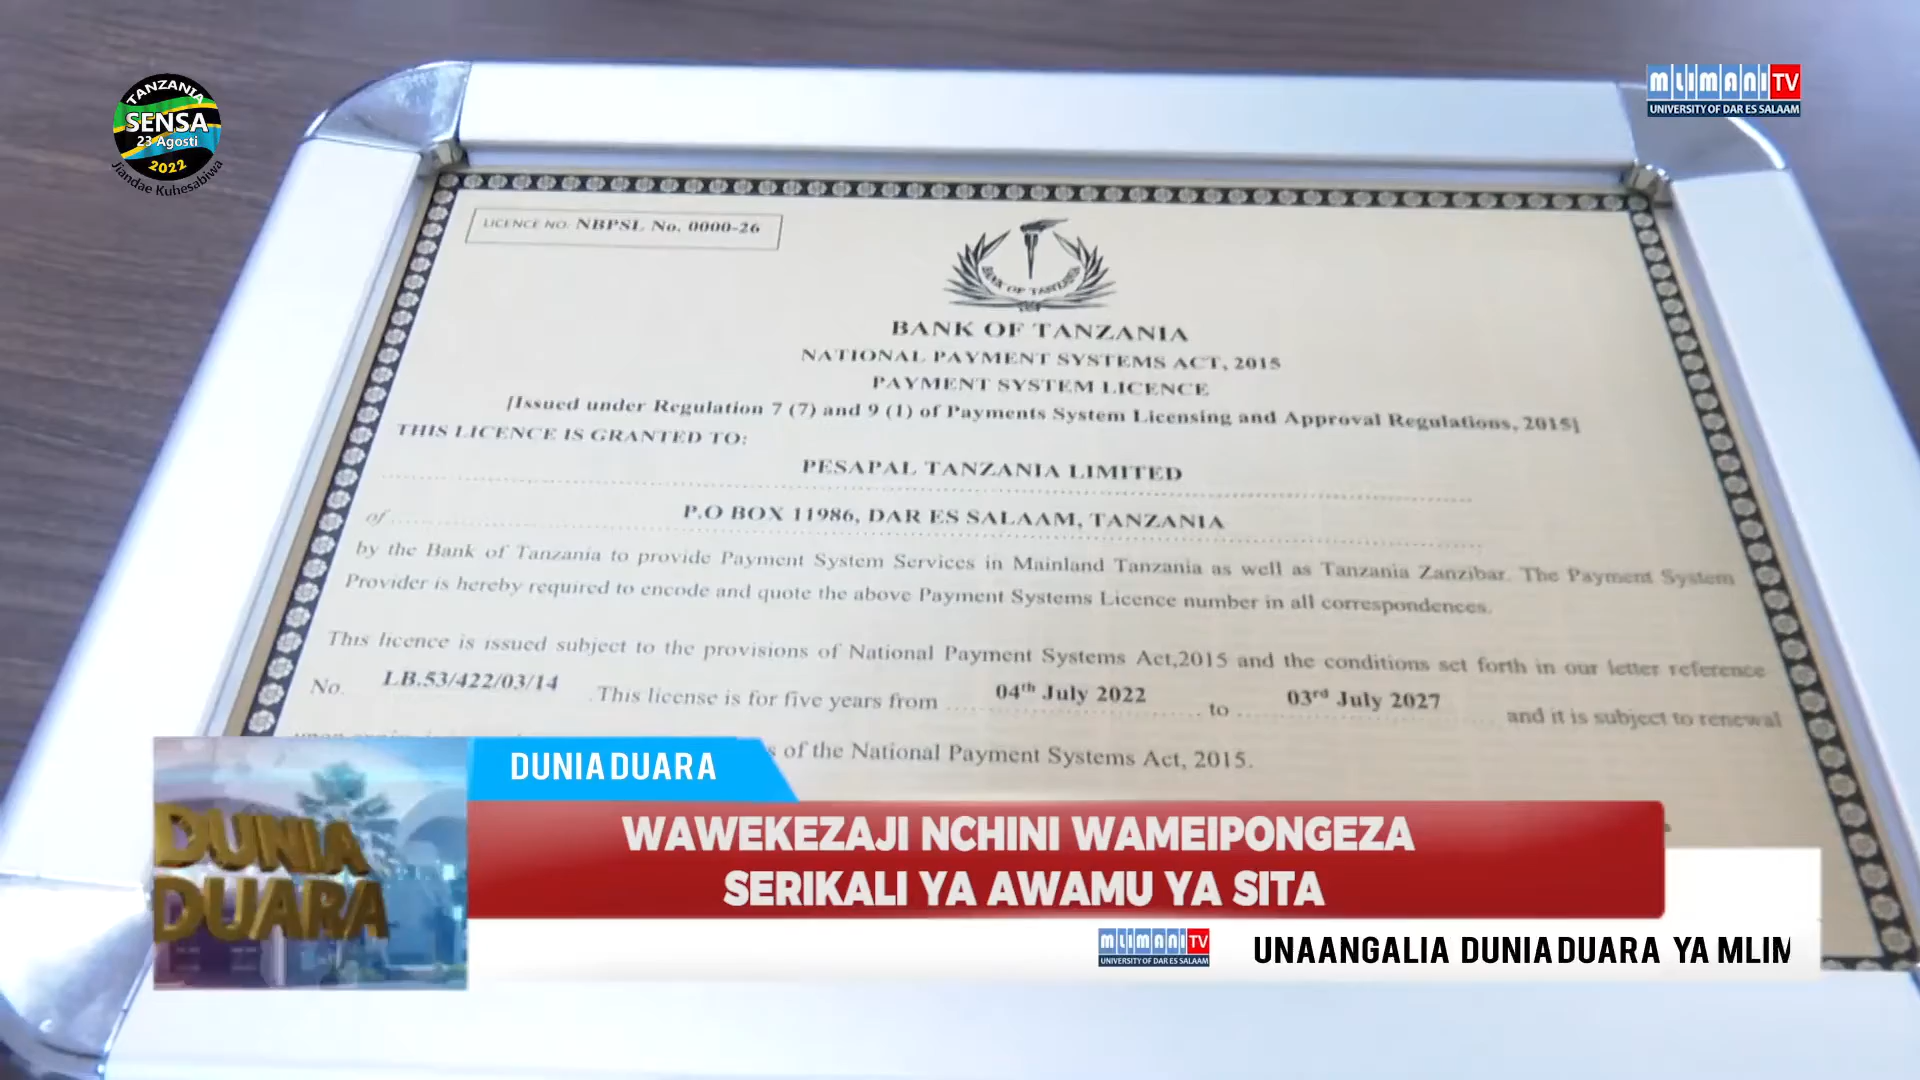 TANZANIA
SENSA
23 Agosti
2022
Jiandae Kuhesabiwa
MLIMANI TV
UNIVERSITY OF DAR ES SALAAM
LICENCE NO: NBPSL No. 0000-26
BANK OF TANZANIA
BANK OF TANZANIA
NATIONAL PAYMENT SYSTEMS ACT, 2015
PAYMENT SYSTEM LICENCE
[Issued under Regulation 7 (7) and 9 (1) of Payments System Licensing and Approval Regulations, 2015]
THIS LICENCE IS GRANTED TO:
PESAPAL TANZANIA LIMITED
of P.O BOX 11986, DAR ES SALAAM, TANZANIA
by the Bank of Tanzania to provide Payment System Services in Mainland Tanzania as well as Tanzania Zanzibar. The Payment System
Provider is hereby required to encode and quote the above Payment Systems Licence number in all correspondences.
This licence is issued subject to the provisions of National Payment Systems Act,2015 and the conditions set forth in our letter reference
No. LB.53/422/03/14 . This license is for five years from 04th July 2022 to 03rd July 2027 and it is subject to renewal
of the National Payment Systems Act, 2015.
DUNIA DUARA
DUNIA
DUARA
WAWEKEZAJI NCHINI WAMEIPONGEZA
SERIKALI YA AWAMU YA SITA
MLIMANI TV
UNIVERSITY OF DAR ES SALAAM
UNAANGALIA DUNIA DUARA YA MLIM